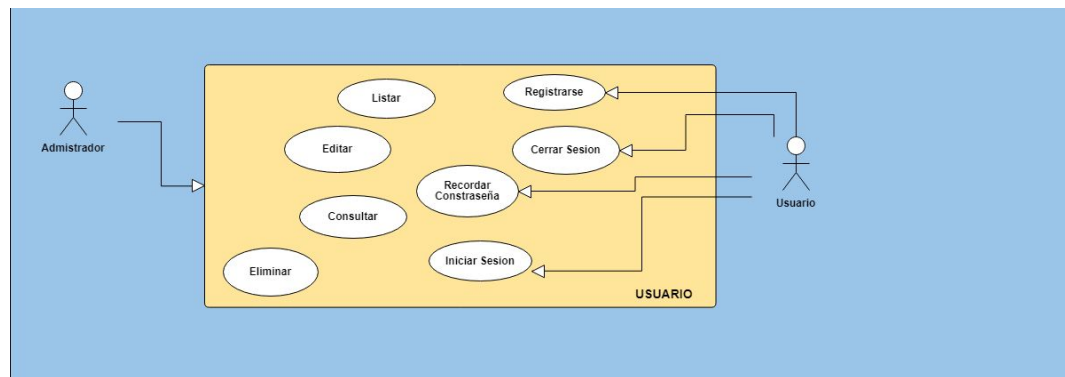 Listar
Registrarse
Admistrador
Editar
Cerrar Sesion
Recordar
Constraseña
Usuario
Consultar
Iniciar Sesion
Eliminar
USUARIO